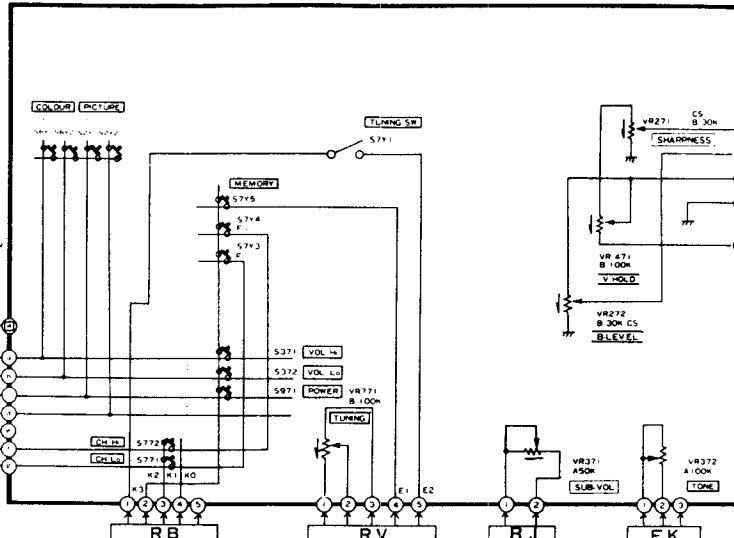 COLOUR PICTURE
TUNING SW
S7Y1
MEMORY
S7Y5
S7Y4
S7Y3
VR271
CS
B 30K
SHARPNESS
VR 471
B 100K
V HOLD
VR272
B 30K CS
B-LEVEL
S371 VOL Hi
S372 VOL Lo
S971 POWER
VR771
B 100K
TUNING
CH Hi S772
CH Lo S771
K3 K2 K1 K0
E1 E2
VR371
A50K
SUB-VOL
VR372
A 100K
TONE
1 2 3 4 5
1 2 3 4 5
1 2
1 2 3
RB
RV